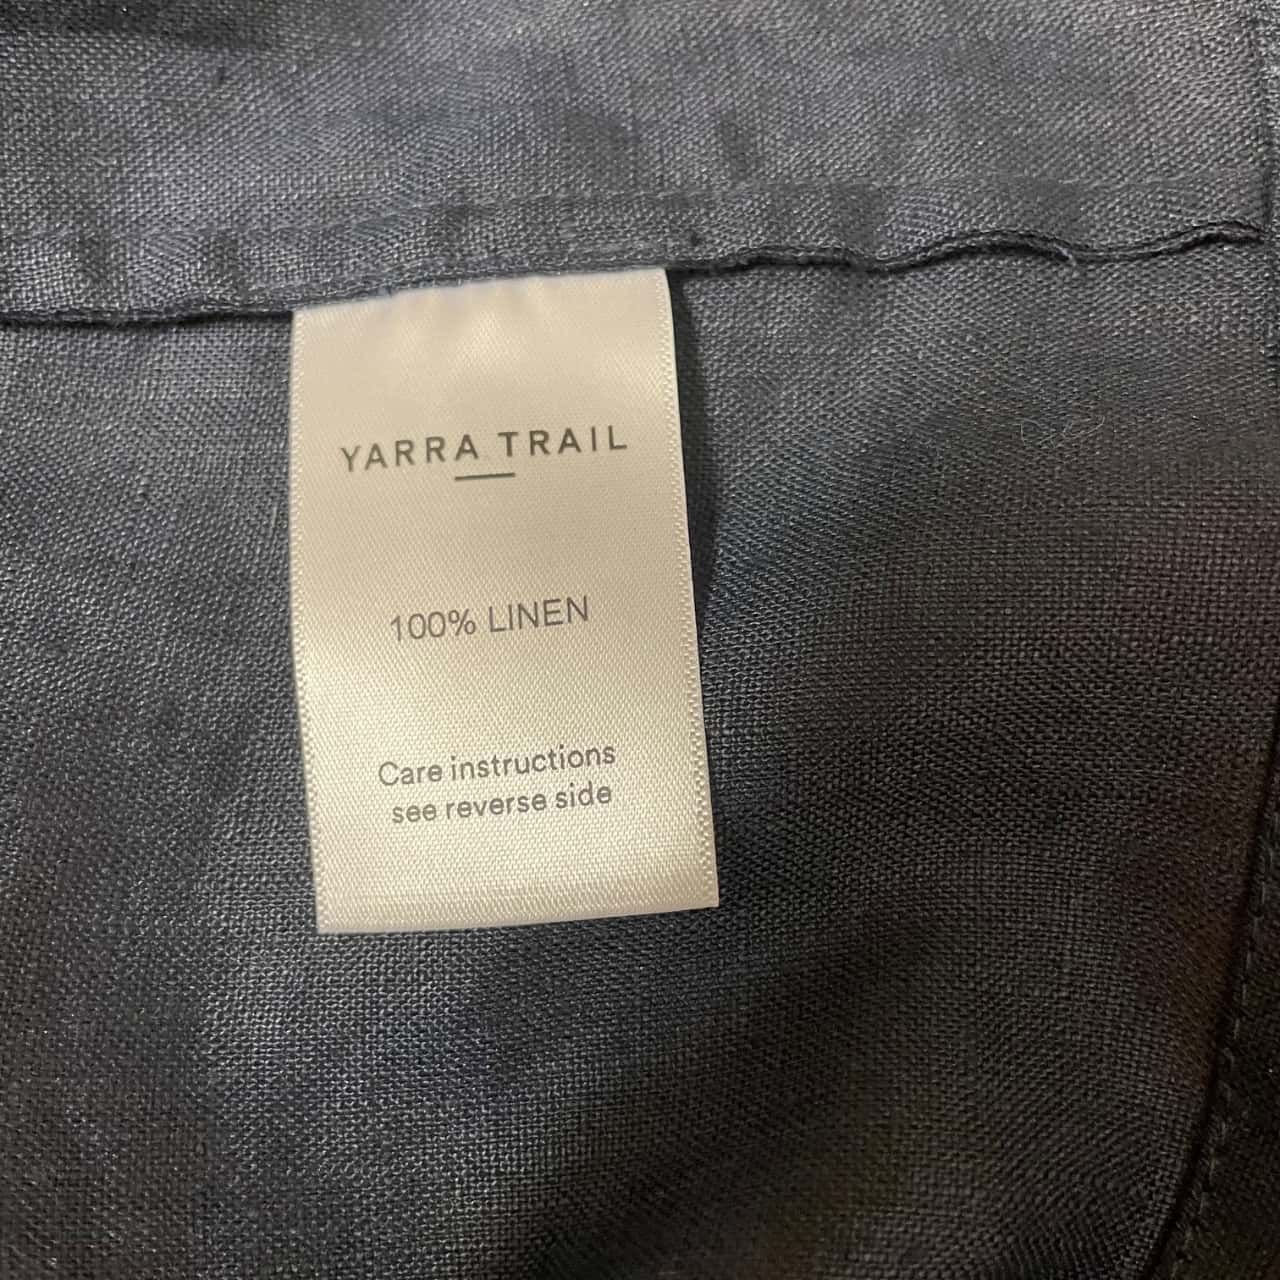 YARRA TRAIL
100% LINEN
Care instructions
see reverse side